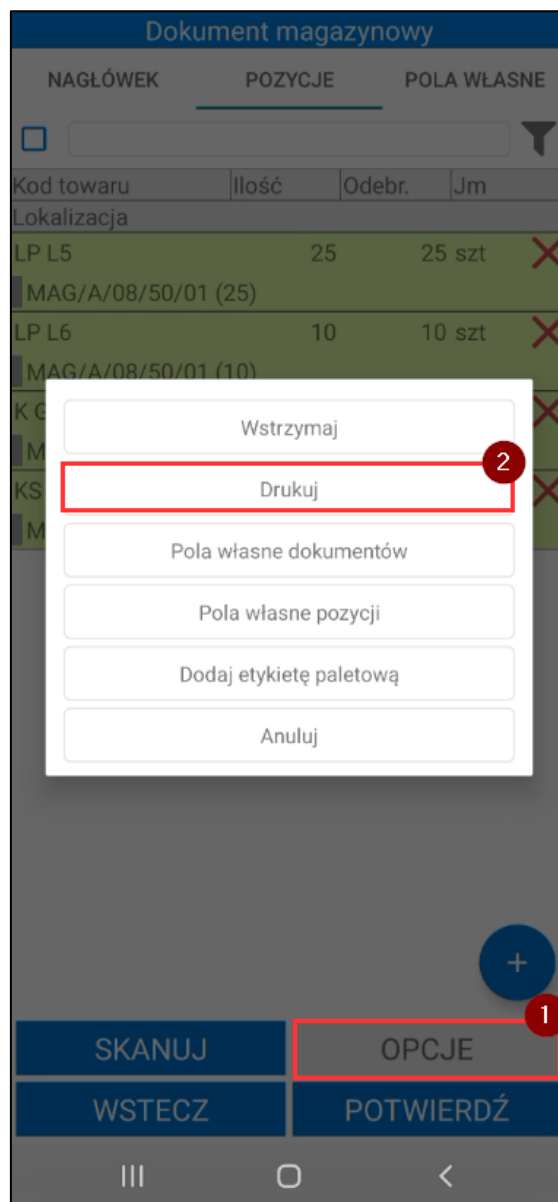 Dokument magazynowy
NAGŁÓWEK POZYCJE POLA WŁASNE
Kod towaru Ilość Odebr. Jm
Lokalizacja
LP L5 25 25 szt
MAG/A/08/50/01 (25)
LP L6 10 10 szt
MAG/A/08/50/01 (10)
K
M
KS
M
Wstrzymaj
2
Drukuj
Pola własne dokumentów
Pola własne pozycji
Dodaj etykietę paletową
Anuluj
+
1
SKANUJ OPCJE
WSTECZ POTWIERDŹ